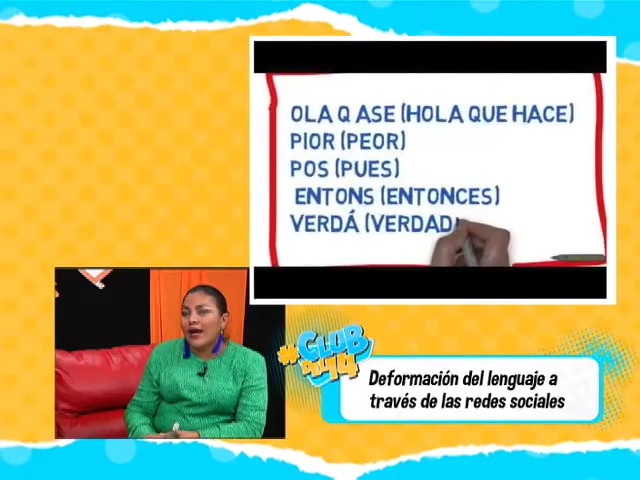 OLA Q ASE (HOLA QUE HACE)
PIOR (PEOR)
POS (PUES)
ENTONS (ENTONCES)
VERDÁ (VERDAD
#CLUB
14
Deformación del lenguaje a
través de las redes sociales